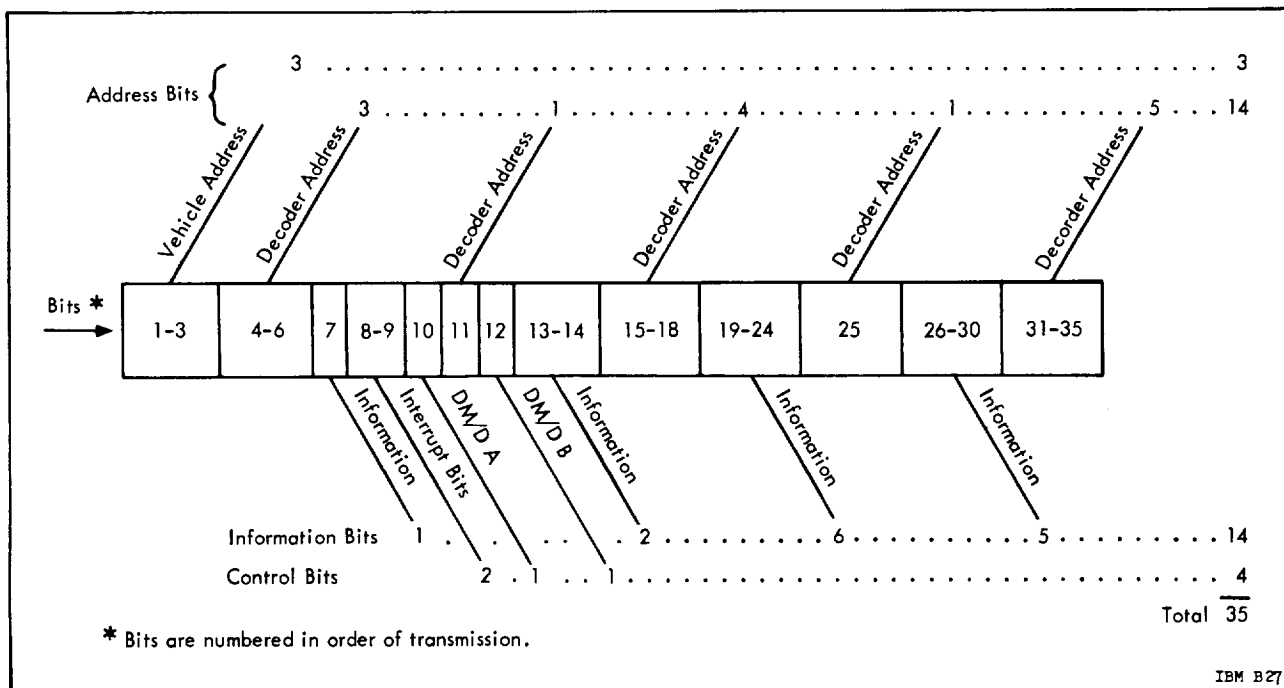 3 . . . . . . . . . . . . . . . . . . . . . . . . . . . . . . . . . . . . . . . . 3
Address Bits {
3 . . . . . . . . . . 1 . . . . . . . . . . 4 . . . . . . . . . . 1 . . . . . . . . . . 5 . . . . 14
Vehicle Address
Decoder Address
Decoder Address
Decoder Address
Decoder Address
Decorder Address
Bits *
1-3 4-6 7 8-9 10 11 12 13-14 15-18 19-24 25 26-30 31-35
Information
Interrupt Bits
DM/D A
DM/D B
Information
Information
Information
Information Bits 1 . . . . . . 2 . . . . . . . . . . 6 . . . . . . . . . . 5 . . . . . . . . . . 14
Control Bits 2 . 1 . . . 1 . . . . . . . . . . . . . . . . . . . . . . . . . . . . . . . . . 4
Total 35
* Bits are numbered in order of transmission.
IBM B27